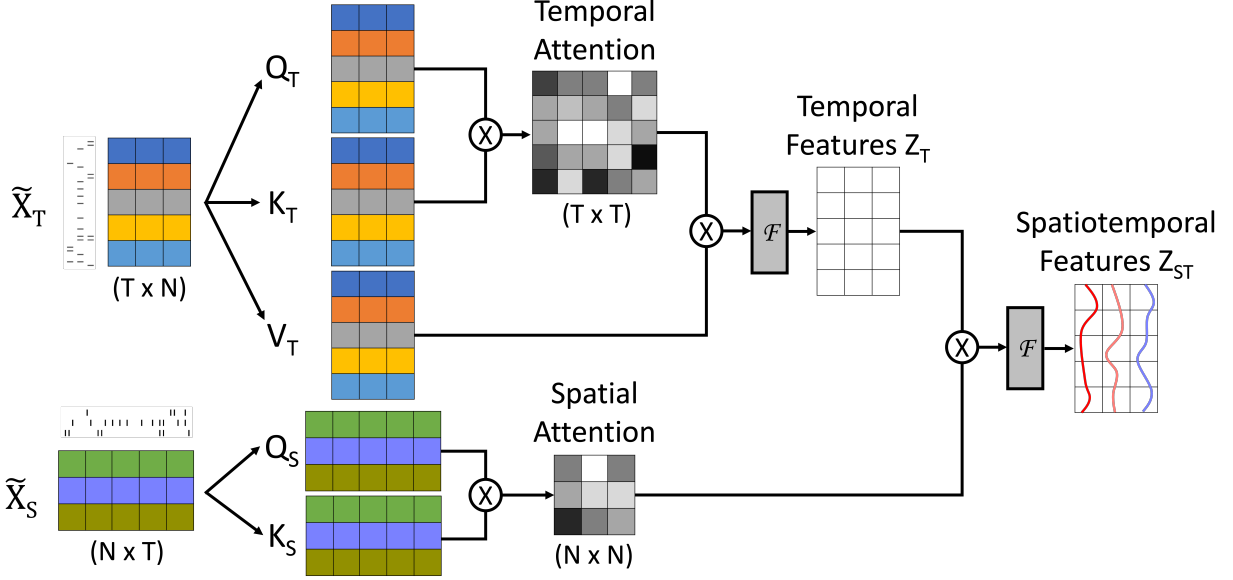 Temporal
Attention
Q_T
X
(T x T)
Temporal
Features Z_T
X̃_T
(T x N)
K_T
X
ℱ
V_T
Spatiotemporal
Features Z_ST
X
ℱ
Spatial
Attention
X̃_S
(N x T)
Q_S
K_S
X
(N x N)